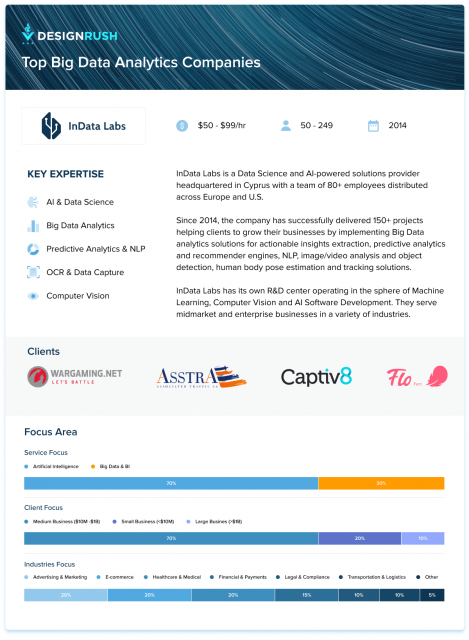 DESIGNRUSH
Top Big Data Analytics Companies
InData Labs
$50 - $99/hr
50 - 249
2014
KEY EXPERTISE
AI & Data Science
Big Data Analytics
Predictive Analytics & NLP
OCR & Data Capture
Computer Vision
InData Labs is a Data Science and AI-powered solutions provider
headquartered in Cyprus with a team of 80+ employees distributed
across Europe and U.S.
Since 2014, the company has successfully delivered 150+ projects
helping clients to grow their businesses by implementing Big Data
analytics solutions for actionable insights extraction, predictive analytics
and recommender engines, NLP, image/video analysis and object
detection, human body pose estimation and tracking solutions.
InData Labs has its own R&D center operating in the sphere of Machine
Learning, Computer Vision and AI Software Development. They serve
midmarket and enterprise businesses in a variety of industries.
Clients
WARGAMING.NET
LET'S BATTLE
ASSTRA
Captiv8
Flo
Focus Area
Service Focus
Artificial Intelligence Big Data & BI
70% 30%
Client Focus
Medium Business ($10M -$1B) Small Business (<$10M) Large Busines (>$1B)
70% 20% 10%
Industries Focus
Advertising & Marketing E-commerce Healthcare & Medical Financial & Payments Legal & Compliance Transportation & Logistics Other
20% 20% 20% 15% 10% 10% 5%